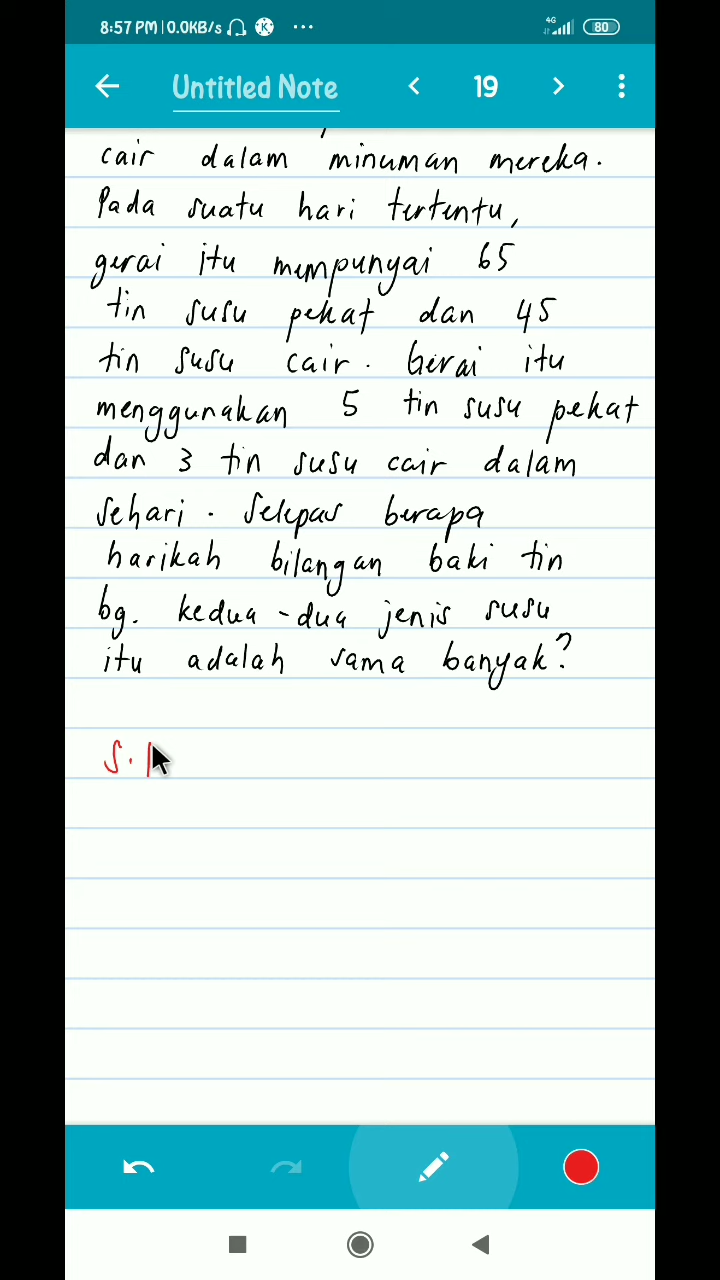 8:57 PM | 0.0KB/s K ... 4G 80
Untitled Note < 19 >
cair dalam minuman mereka.
Pada suatu hari tertentu,
gerai itu mempunyai 65
tin susu pekat dan 45
tin susu cair. Gerai itu
menggunakan 5 tin susu pekat
dan 3 tin susu cair dalam
sehari. Selepas berapa
harikah bilangan baki tin
bg. kedua-dua jenis susu
itu adalah sama banyak?
S.